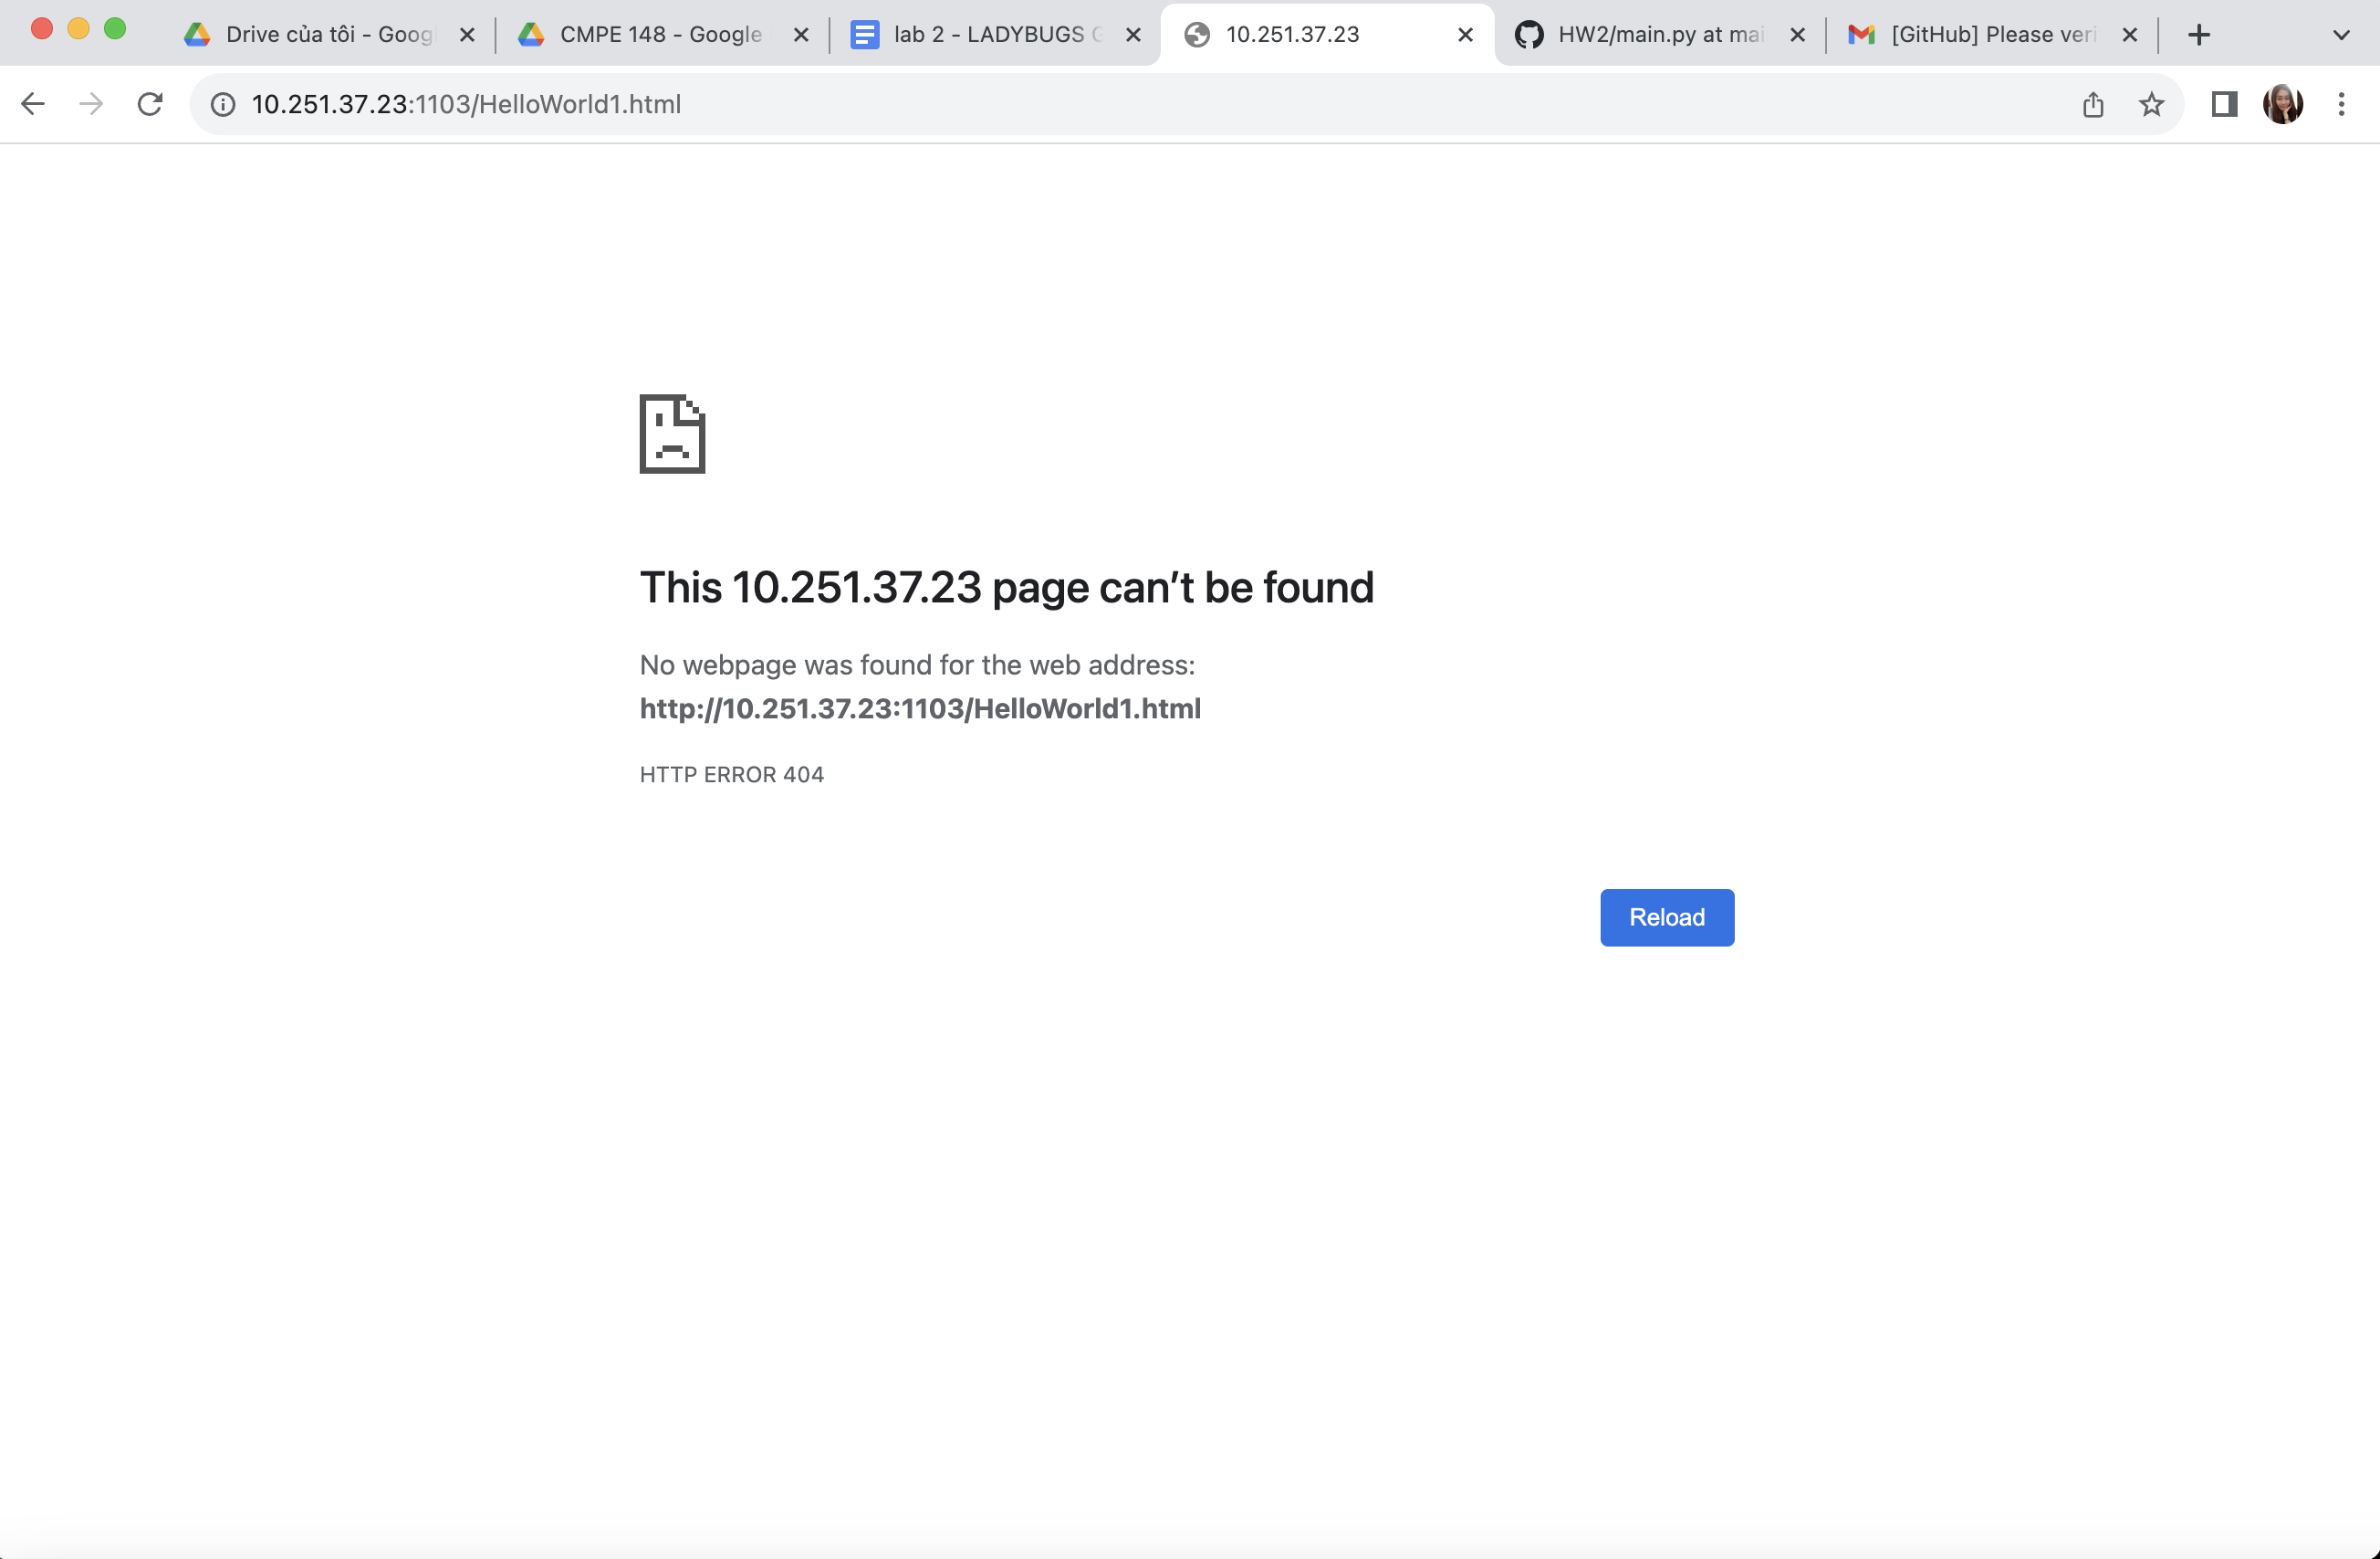 Drive của tôi - Goog
CMPE 148 - Google
lab 2 - LADYBUGS G
10.251.37.23
HW2/main.py at mai
[GitHub] Please veri
10.251.37.23:1103/HelloWorld1.html
This 10.251.37.23 page can’t be found
No webpage was found for the web address:
http://10.251.37.23:1103/HelloWorld1.html
HTTP ERROR 404
Reload